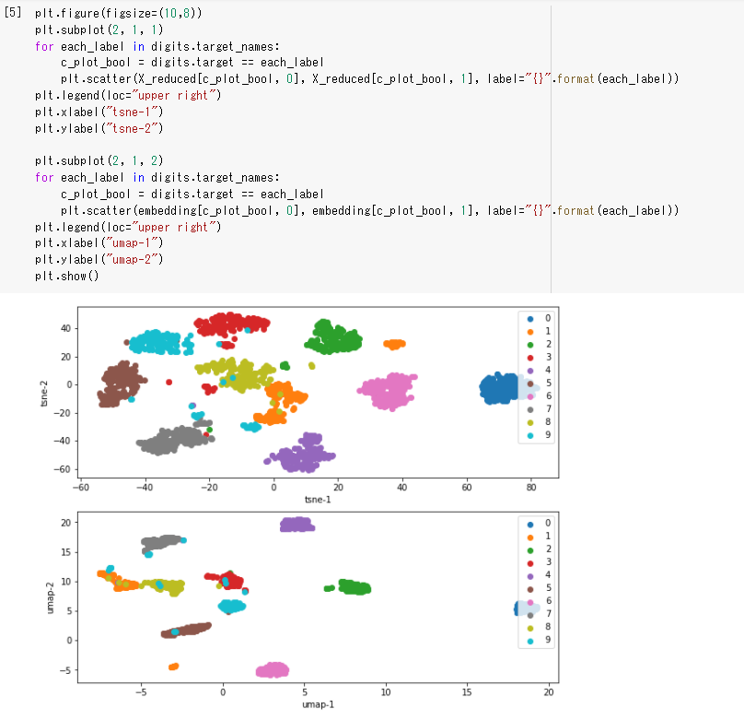 [5] plt.figure(figsize=(10,8))
plt.subplot(2, 1, 1)
for each_label in digits.target_names:
    c_plot_bool = digits.target == each_label
    plt.scatter(X_reduced[c_plot_bool, 0], X_reduced[c_plot_bool, 1], label="{}".format(each_label))
plt.legend(loc="upper right")
plt.xlabel("tsne-1")
plt.ylabel("tsne-2")
plt.subplot(2, 1, 2)
for each_label in digits.target_names:
    c_plot_bool = digits.target == each_label
    plt.scatter(embedding[c_plot_bool, 0], embedding[c_plot_bool, 1], label="{}".format(each_label))
plt.legend(loc="upper right")
plt.xlabel("umap-1")
plt.ylabel("umap-2")
plt.show()
40
20
0
−20
−40
−60
tsne-2
−60 −40 −20 0 20 40 60 80
tsne-1
0
1
2
3
4
5
6
7
8
9
20
15
10
5
0
−5
umap-2
−5 0 5 10 15 20
umap-1
0
1
2
3
4
5
6
7
8
9